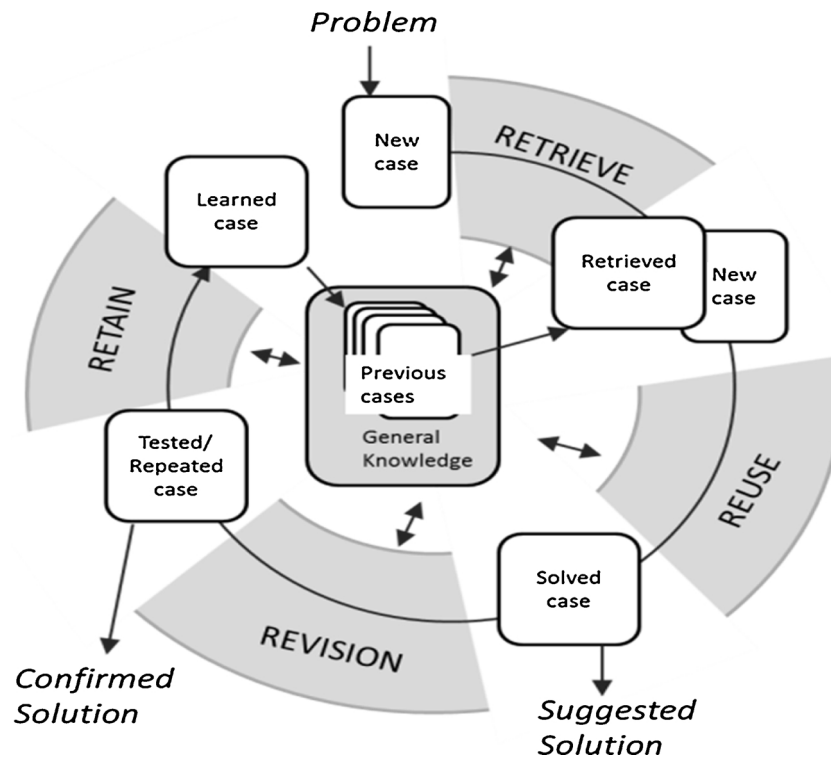 Problem
New
case
RETRIEVE
Learned
case
Retrieved
case
New
case
RETAIN
Previous
cases
General
Knowledge
Tested/
Repeated
case
REUSE
Solved
case
REVISION
Confirmed
Solution
Suggested
Solution